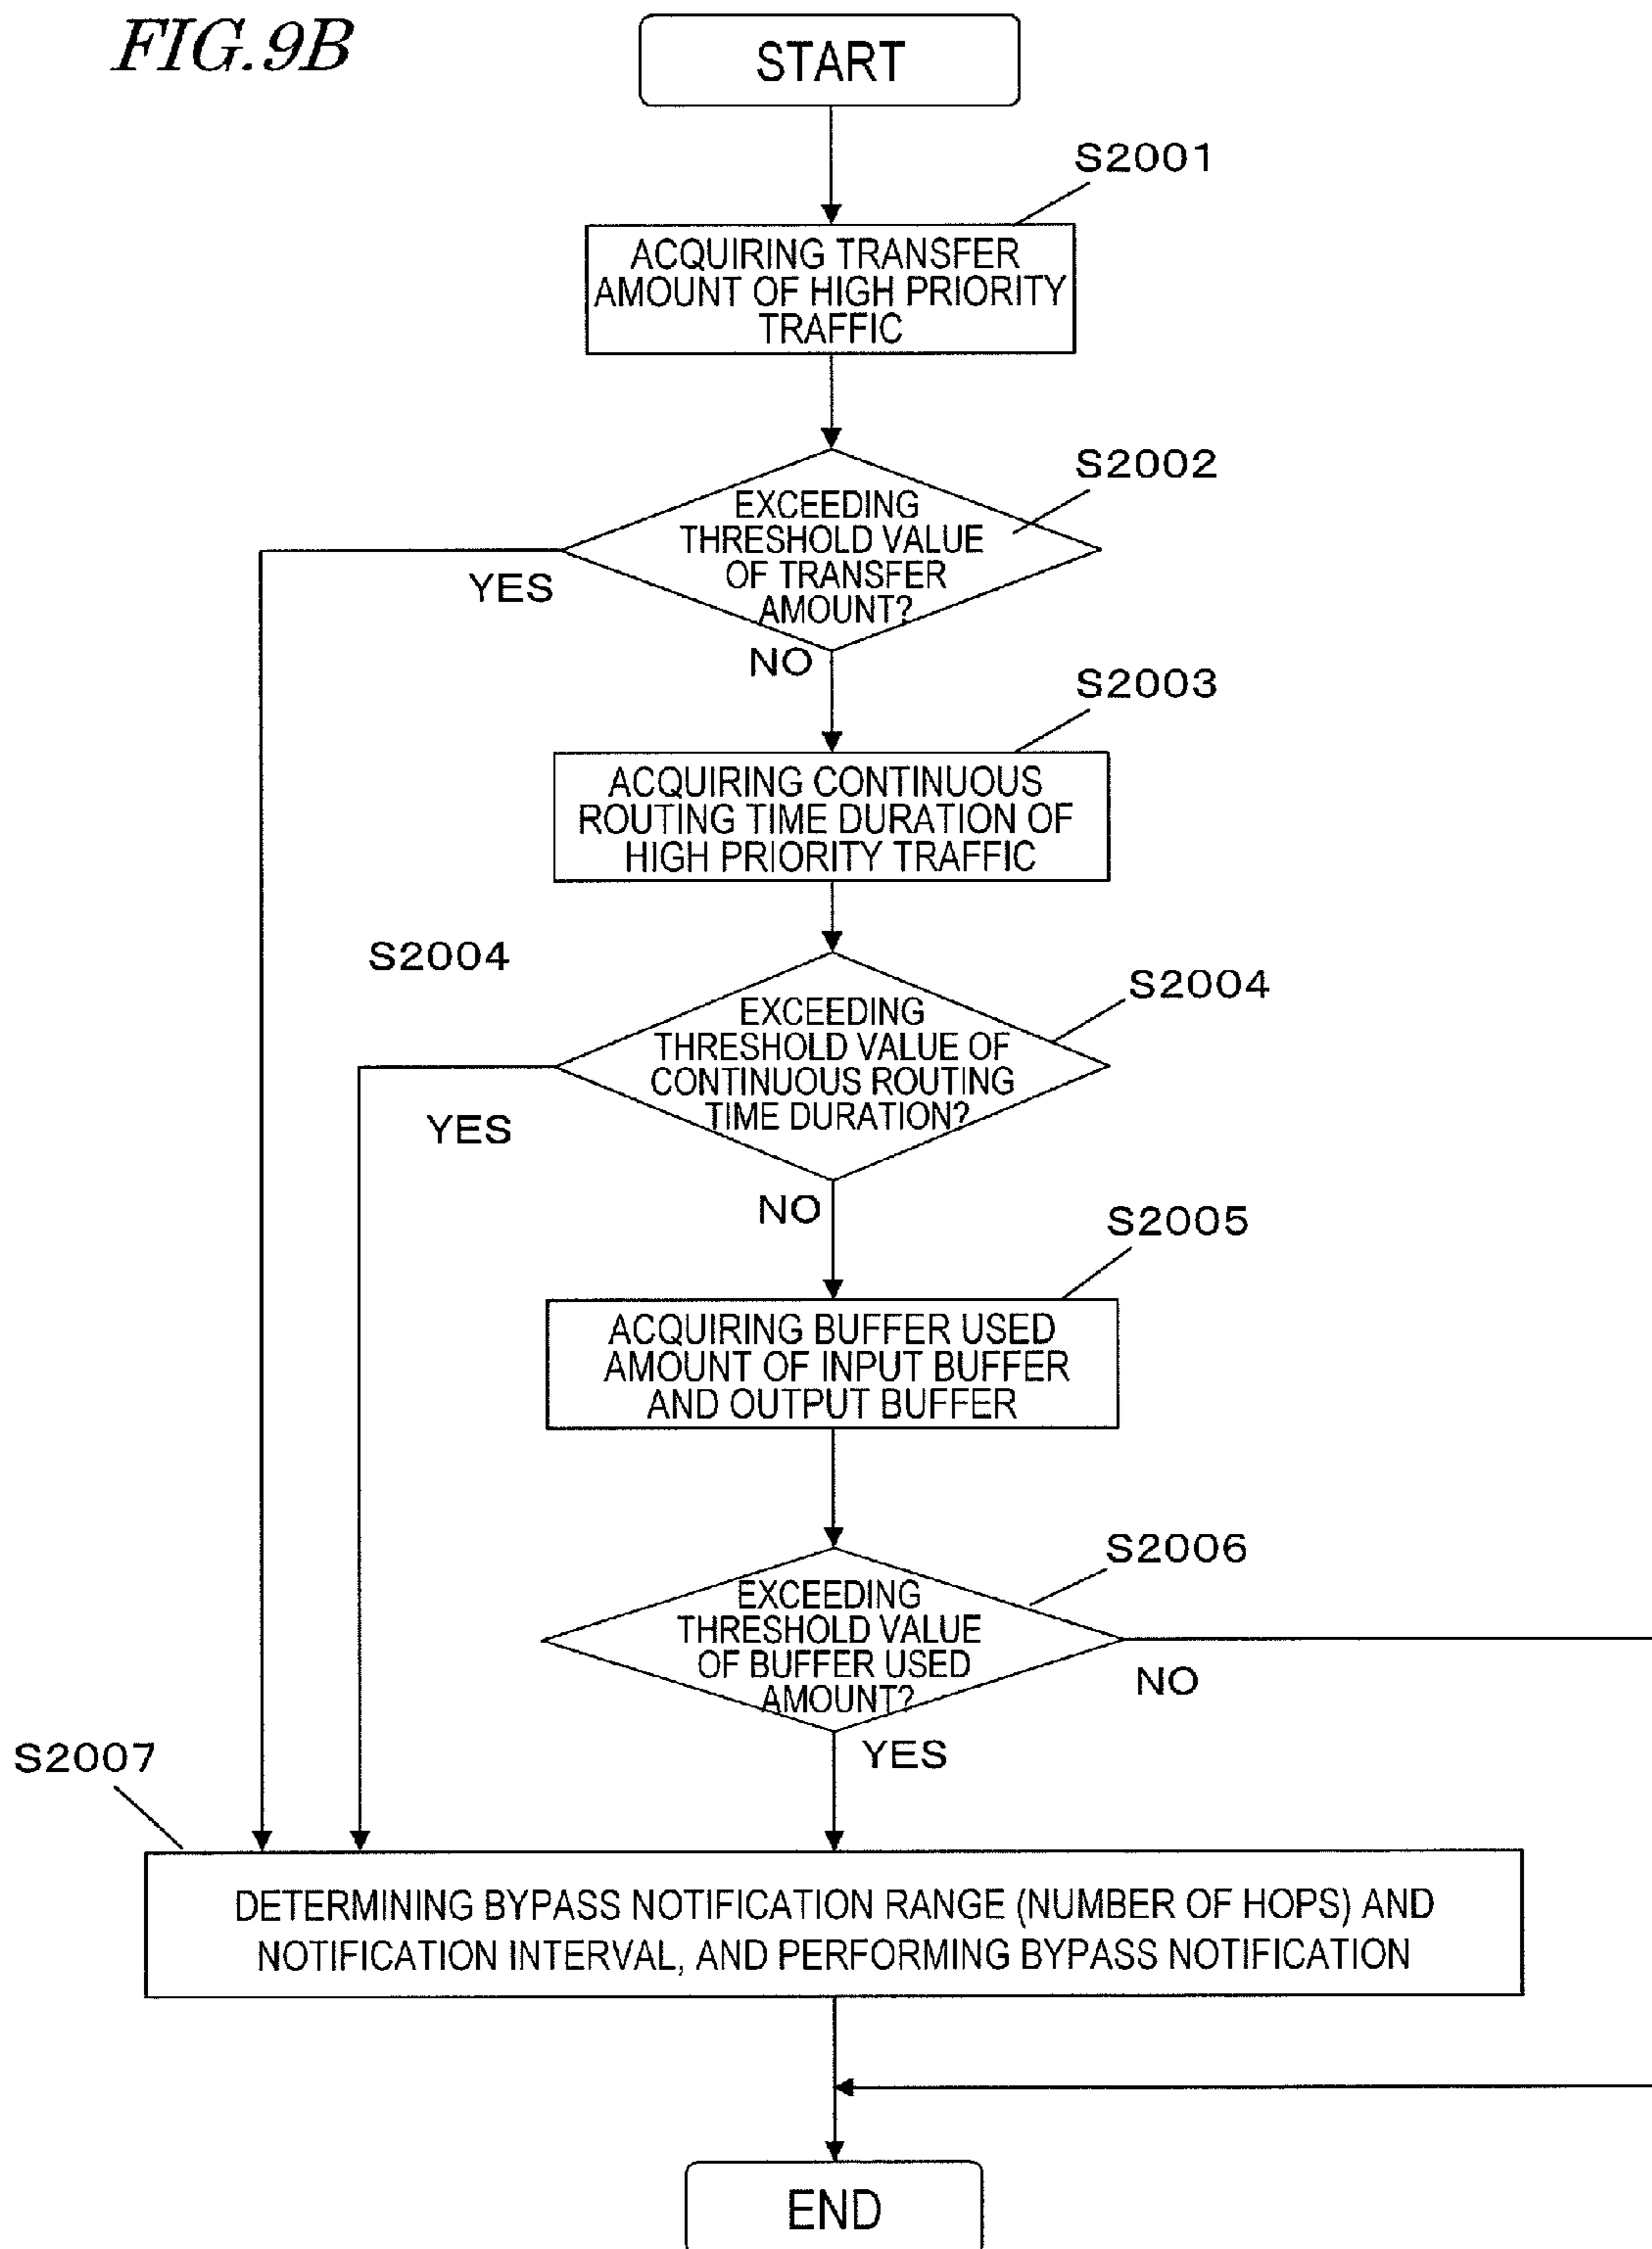 FIG.9B
START
S2001
ACQUIRING TRANSFER
AMOUNT OF HIGH PRIORITY
TRAFFIC
S2002
EXCEEDING
THRESHOLD VALUE
OF TRANSFER
AMOUNT?
YES
NO
S2003
ACQUIRING CONTINUOUS
ROUTING TIME DURATION OF
HIGH PRIORITY TRAFFIC
S2004
S2004
EXCEEDING
THRESHOLD VALUE OF
CONTINUOUS ROUTING
TIME DURATION?
YES
NO
S2005
ACQUIRING BUFFER USED
AMOUNT OF INPUT BUFFER
AND OUTPUT BUFFER
S2006
EXCEEDING
THRESHOLD VALUE
OF BUFFER USED
AMOUNT?
NO
YES
S2007
DETERMINING BYPASS NOTIFICATION RANGE (NUMBER OF HOPS) AND
NOTIFICATION INTERVAL, AND PERFORMING BYPASS NOTIFICATION
END